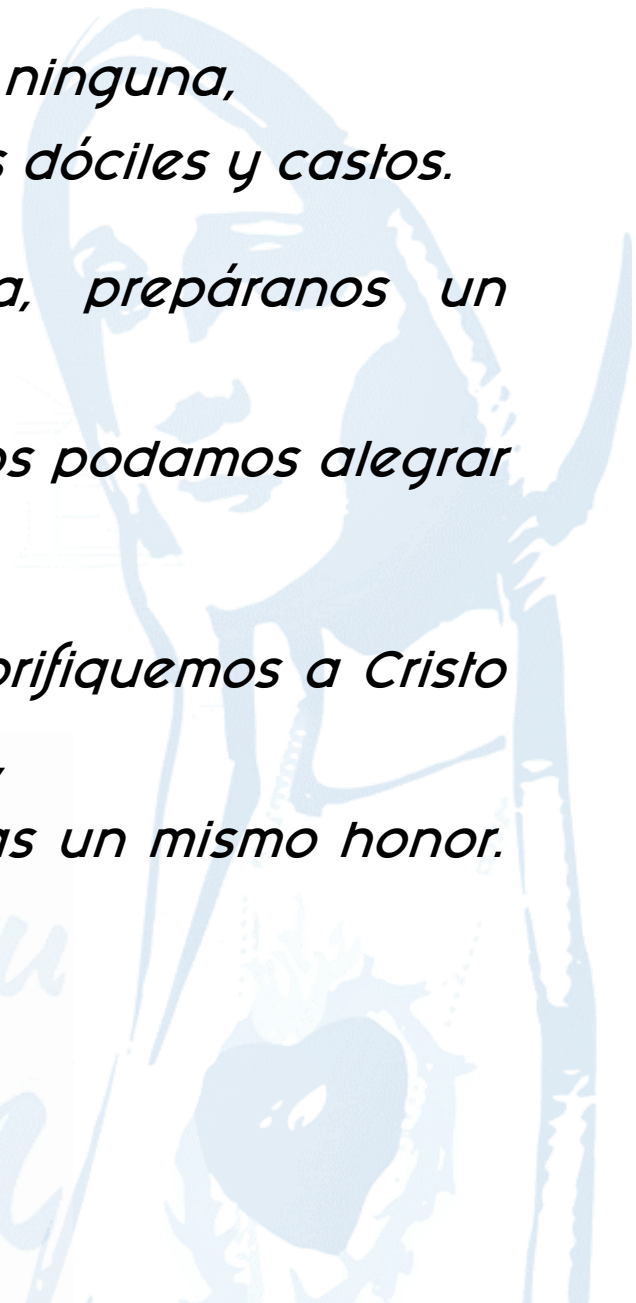 ninguna,
s dóciles y castos.
a, prepáranos un
os podamos alegrar
orifiquemos a Cristo
,
as un mismo honor.
u